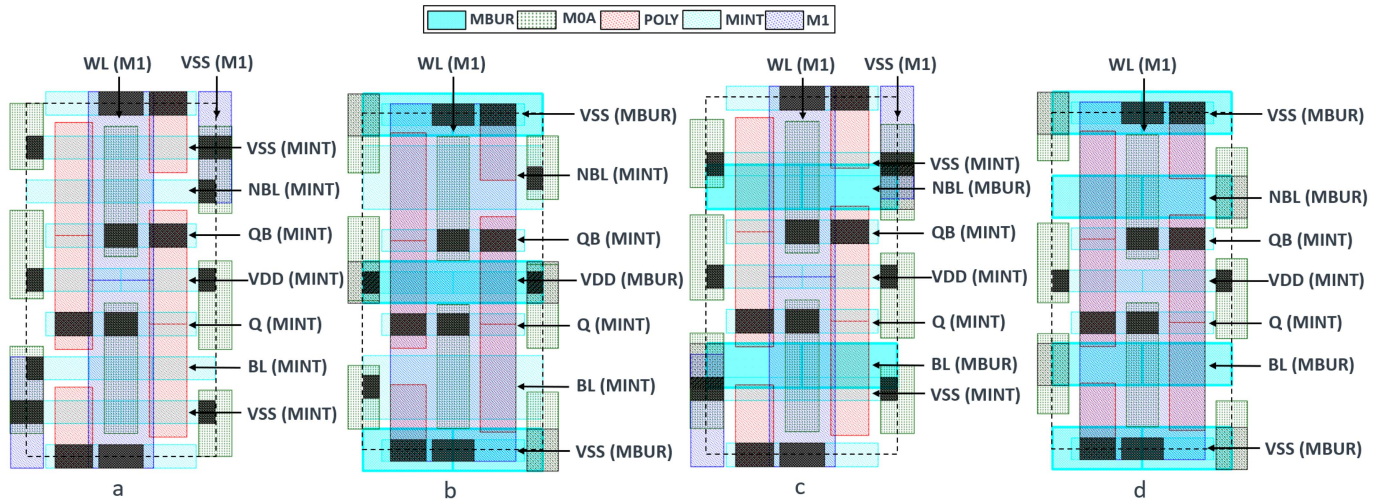 MBUR M0A POLY MINT M1
WL (M1)
VSS (M1)
VSS (MINT)
NBL (MINT)
QB (MINT)
VDD (MINT)
Q (MINT)
BL (MINT)
VSS (MINT)
a
WL (M1)
VSS (MBUR)
NBL (MINT)
QB (MINT)
VDD (MBUR)
Q (MINT)
BL (MINT)
VSS (MBUR)
b
WL (M1)
VSS (M1)
VSS (MINT)
NBL (MBUR)
QB (MINT)
VDD (MINT)
Q (MINT)
BL (MBUR)
VSS (MINT)
c
WL (M1)
VSS (MBUR)
NBL (MBUR)
QB (MINT)
VDD (MINT)
Q (MINT)
BL (MBUR)
VSS (MBUR)
d